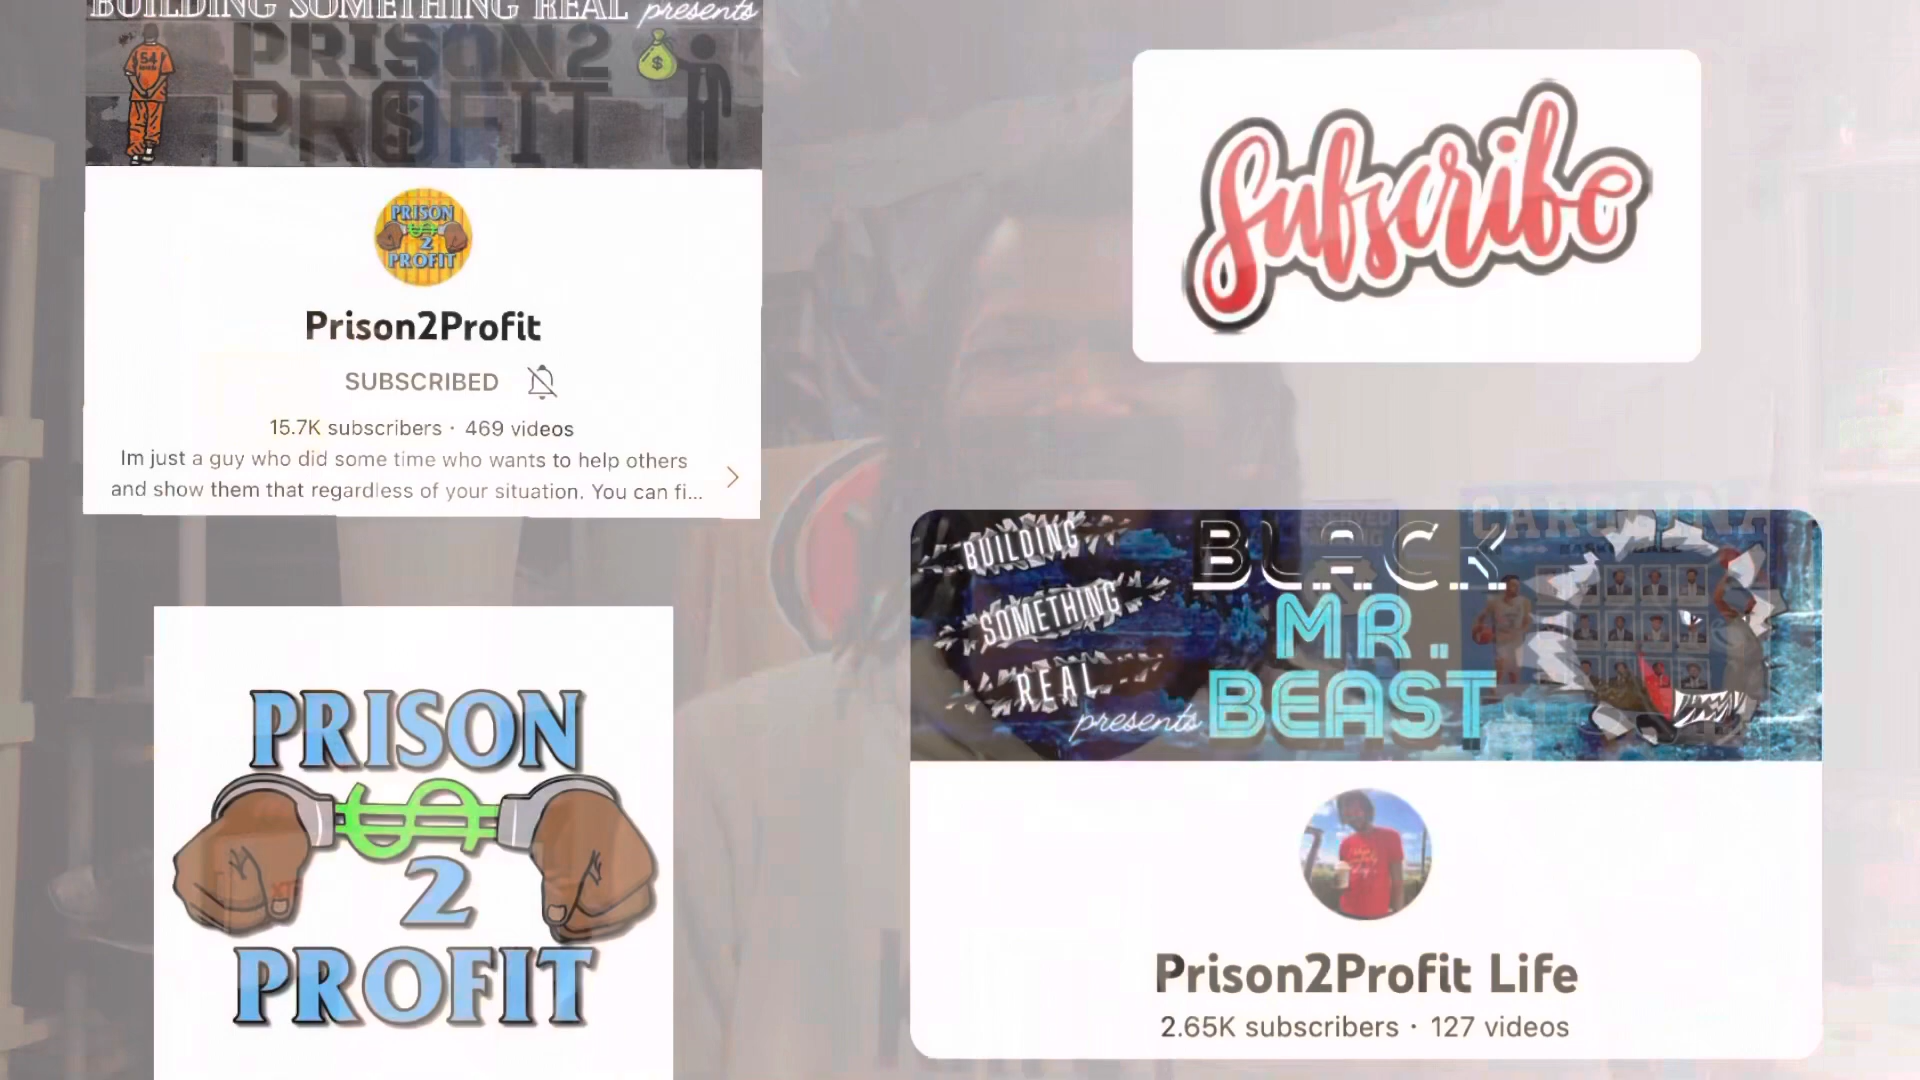 BUILDING SOMETHING REAL presents
PRISON2
PROFIT
54
$
PRISON
$
2
PROFIT
Prison2Profit
SUBSCRIBED
15.7K subscribers · 469 videos
Im just a guy who did some time who wants to help others
and show them that regardless of your situation. You can fi...
Subscribe
PRISON
$
2
PROFIT
BUILDING
SOMETHING
REAL
presents
BLACK
MR.
BEAST
CAROLINA
BASKETBALL
Prison2Profit Life
2.65K subscribers · 127 videos